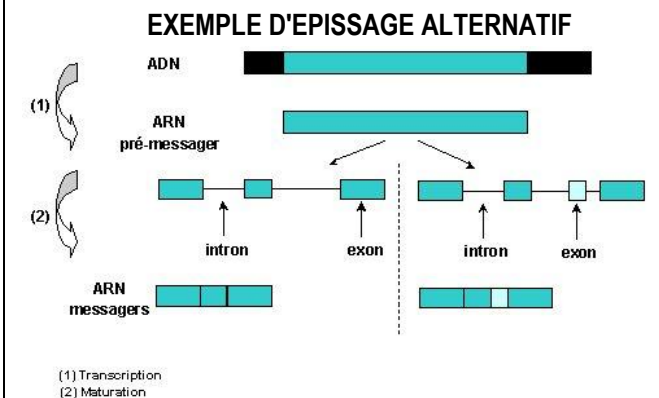 EXEMPLE D'EPISSAGE ALTERNATIF
ADN
(1)
ARN
pré-messager
(2)
intron
exon
intron
exon
ARN
messagers
(1) Transcription
(2) Maturation